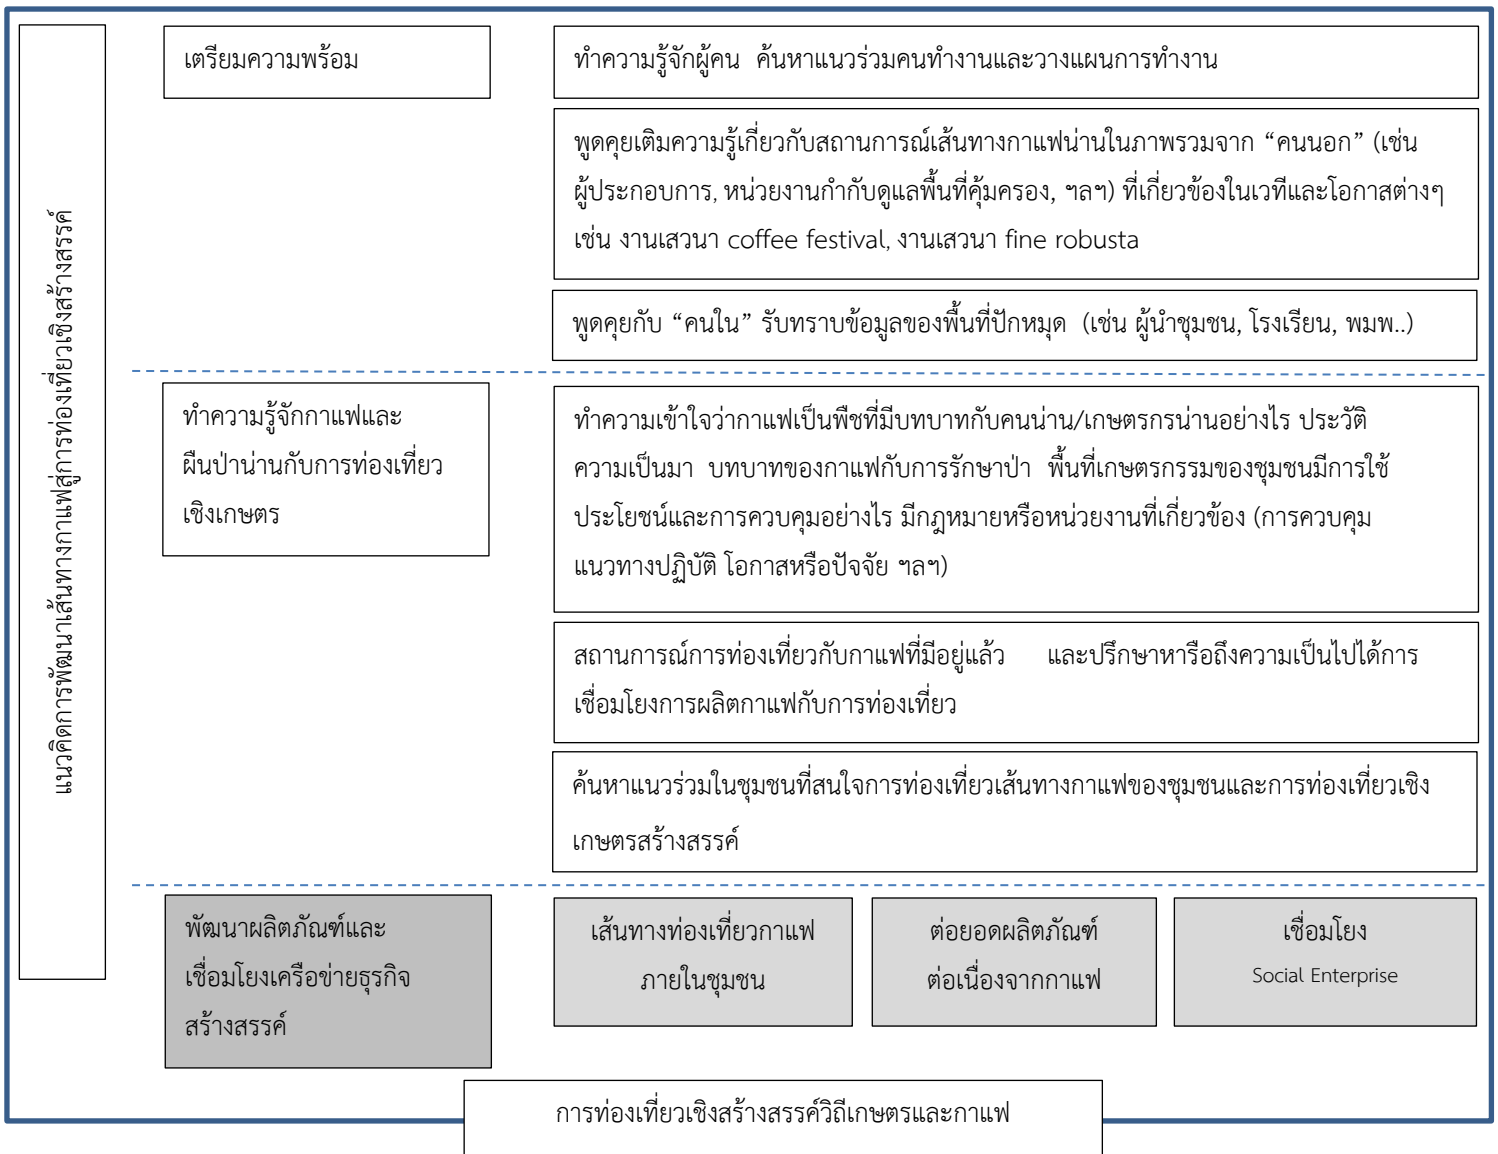 แนวคิดการพัฒนาเส้นทางกาแฟสู่การท่องเที่ยวเชิงสร้างสรรค์
เตรียมความพร้อม
ทำความรู้จักผู้คน ค้นหาแนวร่วมคนทำงานและวางแผนการทำงาน
พูดคุยเติมความรู้เกี่ยวกับสถานการณ์เส้นทางกาแฟน่านในภาพรวมจาก “คนนอก” (เช่น
ผู้ประกอบการ, หน่วยงานกำกับดูแลพื้นที่คุ้มครอง, ฯลฯ) ที่เกี่ยวข้องในเวทีและโอกาสต่างๆ
เช่น งานเสวนา coffee festival, งานเสวนา fine robusta
พูดคุยกับ “คนใน” รับทราบข้อมูลของพื้นที่ปักหมุด (เช่น ผู้นำชุมชน, โรงเรียน, พมพ..)
ทำความรู้จักกาแฟและ
ผืนป่าน่านกับการท่องเที่ยว
เชิงเกษตร
ทำความเข้าใจว่ากาแฟเป็นพืชที่มีบทบาทกับคนน่าน/เกษตรกรน่านอย่างไร ประวัติ
ความเป็นมา บทบาทของกาแฟกับการรักษาป่า พื้นที่เกษตรกรรมของชุมชนมีการใช้
ประโยชน์และการควบคุมอย่างไร มีกฎหมายหรือหน่วยงานที่เกี่ยวข้อง (การควบคุม
แนวทางปฏิบัติ โอกาสหรือปัจจัย ฯลฯ)
สถานการณ์การท่องเที่ยวกับกาแฟที่มีอยู่แล้ว และปรึกษาหารือถึงความเป็นไปได้การ
เชื่อมโยงการผลิตกาแฟกับการท่องเที่ยว
ค้นหาแนวร่วมในชุมชนที่สนใจการท่องเที่ยวเส้นทางกาแฟของชุมชนและการท่องเที่ยวเชิง
เกษตรสร้างสรรค์
พัฒนาผลิตภัณฑ์และ
เชื่อมโยงเครือข่ายธุรกิจ
สร้างสรรค์
เส้นทางท่องเที่ยวกาแฟ
ภายในชุมชน
ต่อยอดผลิตภัณฑ์
ต่อเนื่องจากกาแฟ
เชื่อมโยง
Social Enterprise
การท่องเที่ยวเชิงสร้างสรรค์วิถีเกษตรและกาแฟ